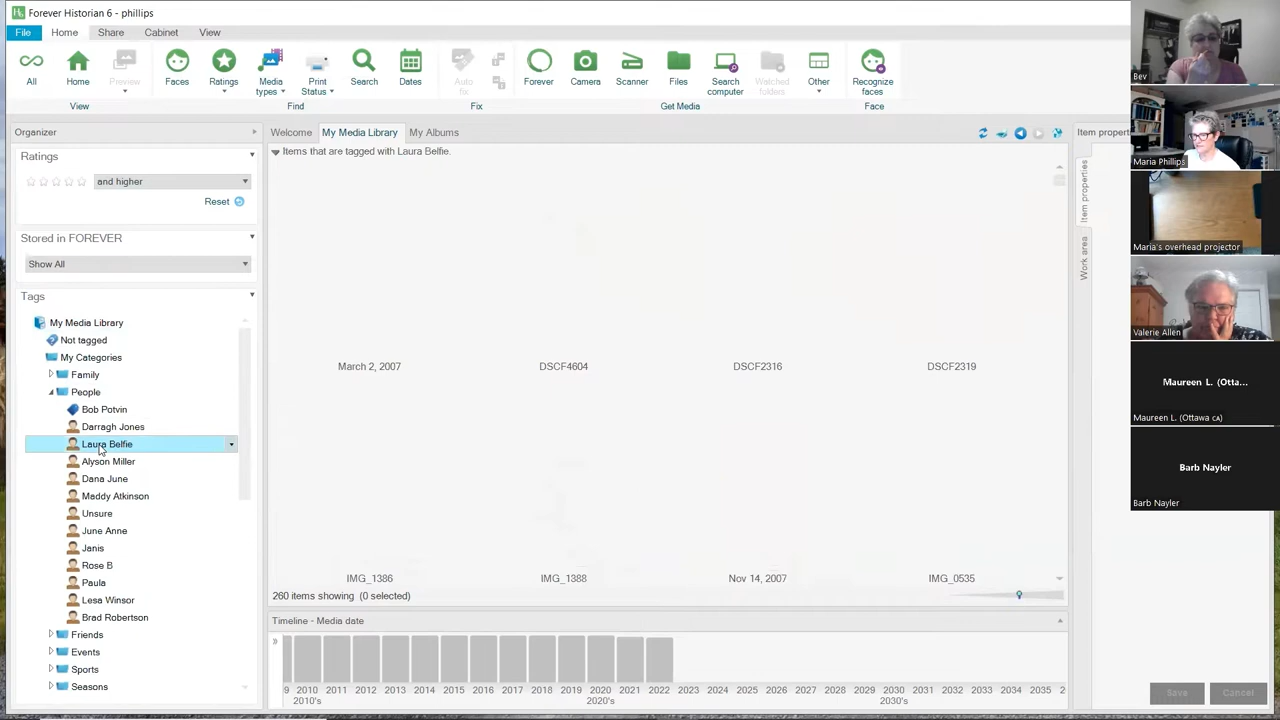 Forever Historian 6 - phillips
File Home Share Cabinet View
All Home Preview Faces Ratings Media types Print Status Search Dates Auto fix Forever Camera Scanner Files Search computer Watched folders Other Recognize faces
View Find Fix Get Media Face
Organizer
Ratings
and higher
Reset
Stored in FOREVER
Show All
Tags
My Media Library
Not tagged
My Categories
Family
People
Bob Potvin
Darragh Jones
Laura Belfie
Alyson Miller
Dana June
Maddy Atkinson
Unsure
June Anne
Janis
Rose B
Paula
Lesa Winsor
Brad Robertson
Friends
Events
Sports
Seasons
Welcome My Media Library My Albums
Items that are tagged with Laura Belfie.
March 2, 2007 DSCF4604 DSCF2316 DSCF2319
IMG_1386 IMG_1388 Nov 14, 2007 IMG_0535
260 items showing (0 selected)
Timeline - Media date
9 2010 2011 2012 2013 2014 2015 2016 2017 2018 2019 2020 2021 2022 2023 2024 2025 2026 2027 2028 2029 2030 2031 2032 2033 2034 2035 2
2010's 2020's 2030's
Item propert
Item properties
Work area
Save Cancel
Bev
Maria Phillips
Maria's overhead projector
Valerie Allen
Maureen L. (Otta...
Maureen L. (Ottawa CA)
Barb Nayler
Barb Nayler